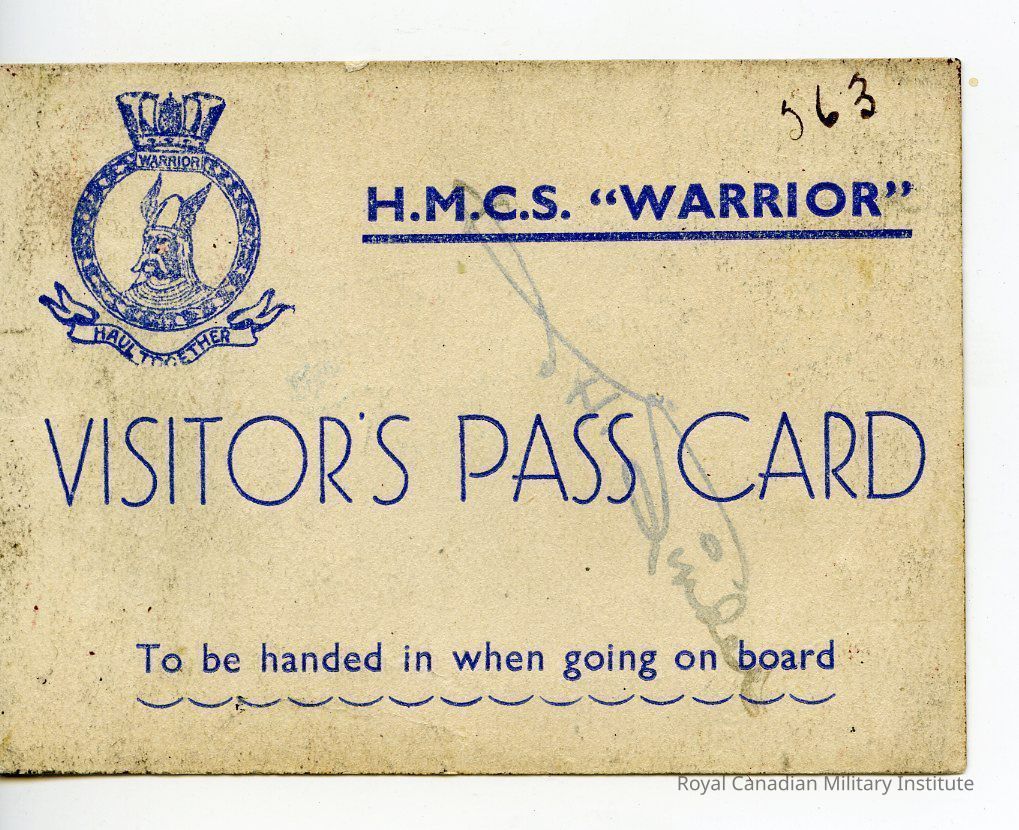 563
WARRIOR
H.M.C.S. “WARRIOR”
HAUL TOGETHER
VISITOR'S PASS CARD
To be handed in when going on board
Royal Canadian Military Institute